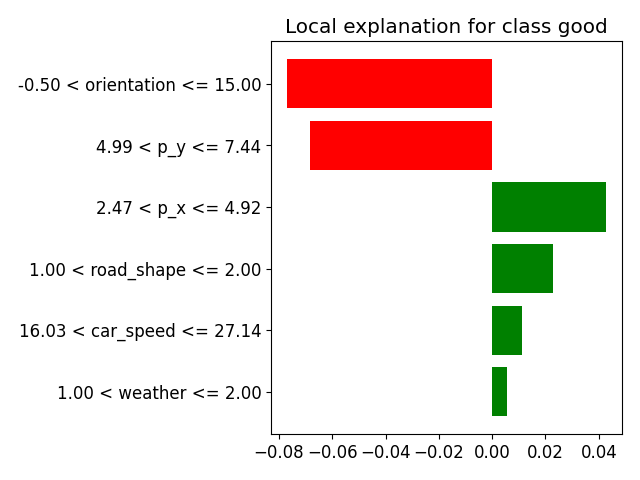 Local explanation for class good
-0.50 < orientation <= 15.00
4.99 < p_y <= 7.44
2.47 < p_x <= 4.92
1.00 < road_shape <= 2.00
16.03 < car_speed <= 27.14
1.00 < weather <= 2.00
−0.08 −0.06 −0.04 −0.02 0.00 0.02 0.04